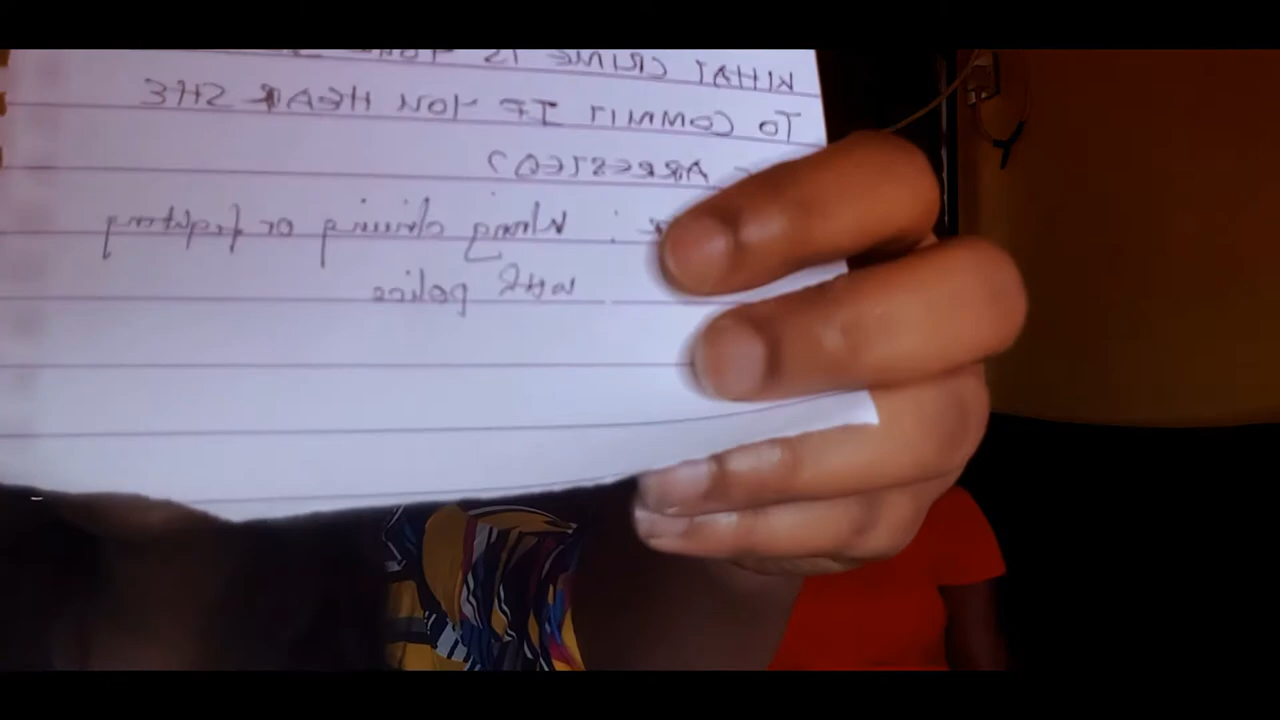 WHAT CRIME IS
TO COMMIT IF YOU HEAR SHE
ARRESTED?
: Wrong driving or fighting
with police